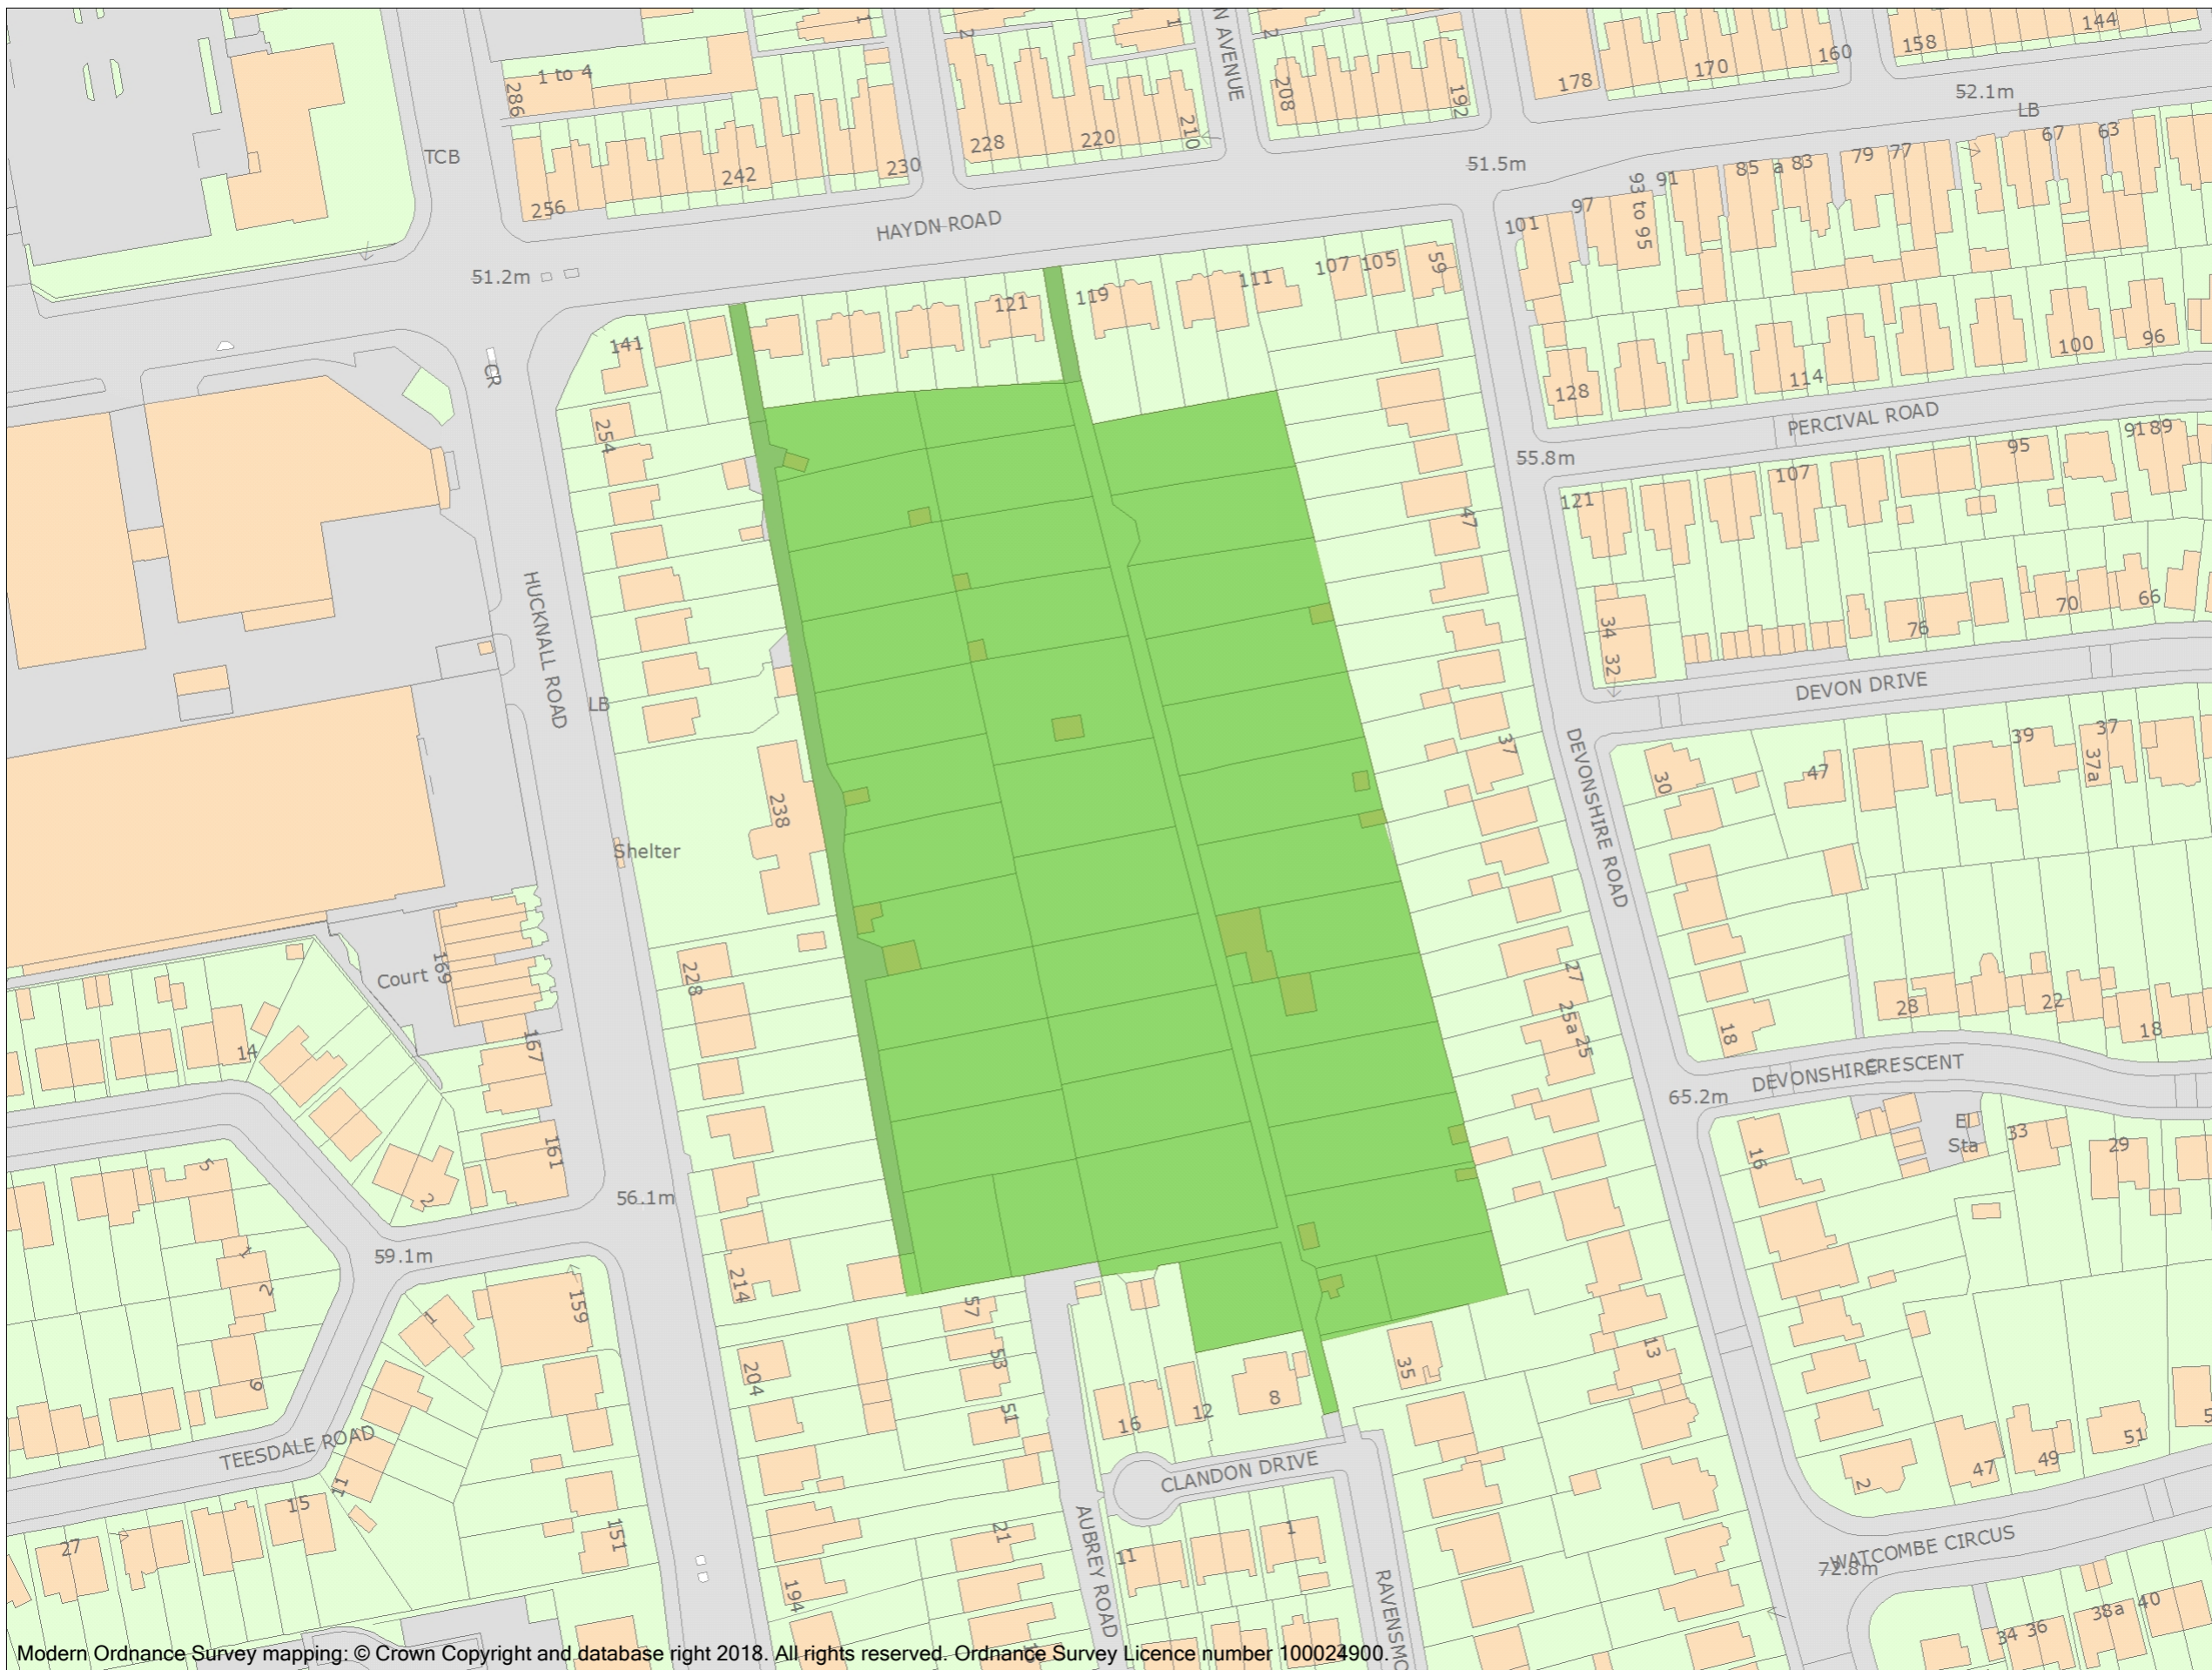 1
2
1
N AVENUE
2
144
158
160
170
178
1 to 4
286
208
192
52.1m
LB
TCB
228
220
210
67
63
51.5m
85
a
83
79
77
242
230
93 to 95
91
256
HAYDN ROAD
97
101
51.2m
119
121
111
107
105
59
141
CR
128
114
100
96
254
PERCIVAL ROAD
55.8m
95
91
89
47
121
107
HUCKNALL ROAD
34
32
76
70
66
LB
DEVON DRIVE
37
DEVONSHIRE ROAD
30
47
39
37
37a
238
Shelter
Court
169
228
27
25a
25
28
22
18
18
14
167
DEVONSHIRE
CRESCENT
65.2m
161
El
Sta
33
29
16
5
2
56.1m
59.1m
1
2
214
57
159
1
53
204
35
13
9
51
16
12
8
TEESDALE ROAD
11
15
CLANDON DRIVE
2
47
49
51
5
27
151
21
AUBREY ROAD
11
1
RAVENSMO
WATCOMBE CIRCUS
72.8m
194
38a
40
34
36
Modern Ordnance Survey mapping: © Crown Copyright and database right 2018. All rights reserved. Ordnance Survey Licence number 100024900.